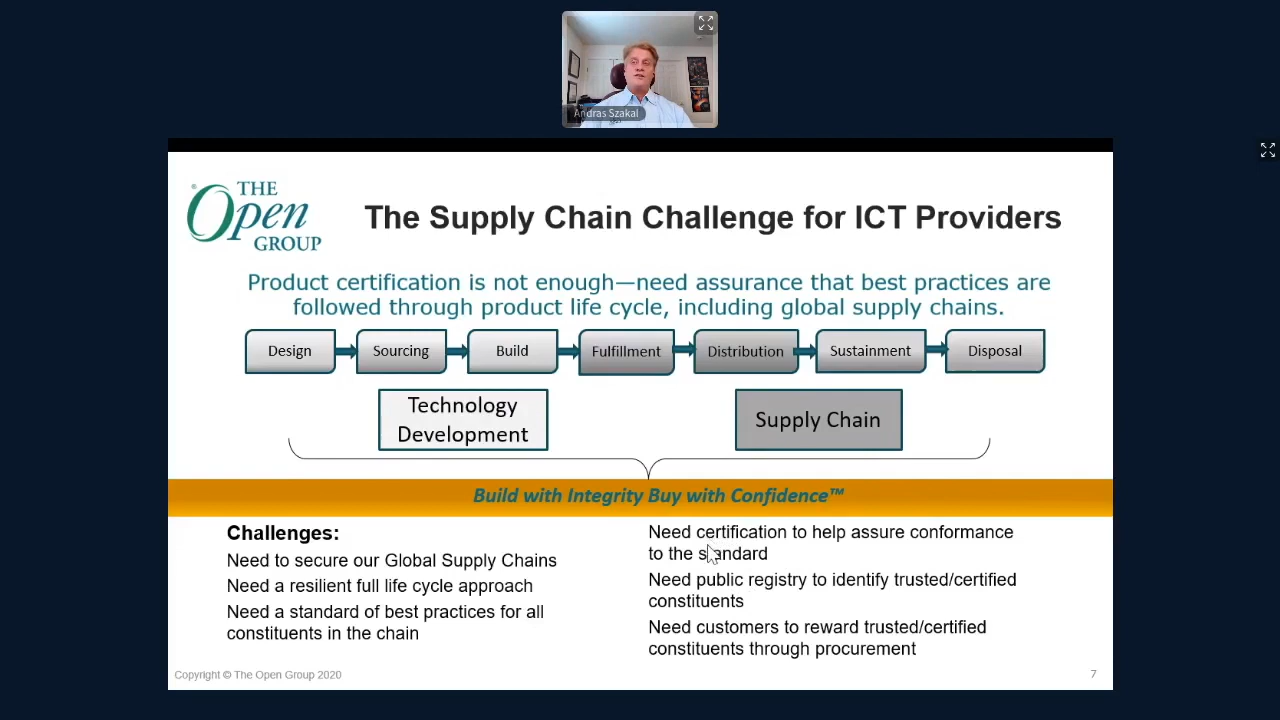 Andras Szakal
THE
Open
GROUP
®
The Supply Chain Challenge for ICT Providers
Product certification is not enough—need assurance that best practices are
followed through product life cycle, including global supply chains.
Design
Sourcing
Build
Fulfillment
Distribution
Sustainment
Disposal
Technology
Development
Supply Chain
Build with Integrity Buy with Confidence™
Challenges:
Need to secure our Global Supply Chains
Need a resilient full life cycle approach
Need a standard of best practices for all
constituents in the chain
Need certification to help assure conformance
to the standard
Need public registry to identify trusted/certified
constituents
Need customers to reward trusted/certified
constituents through procurement
Copyright © The Open Group 2020
7